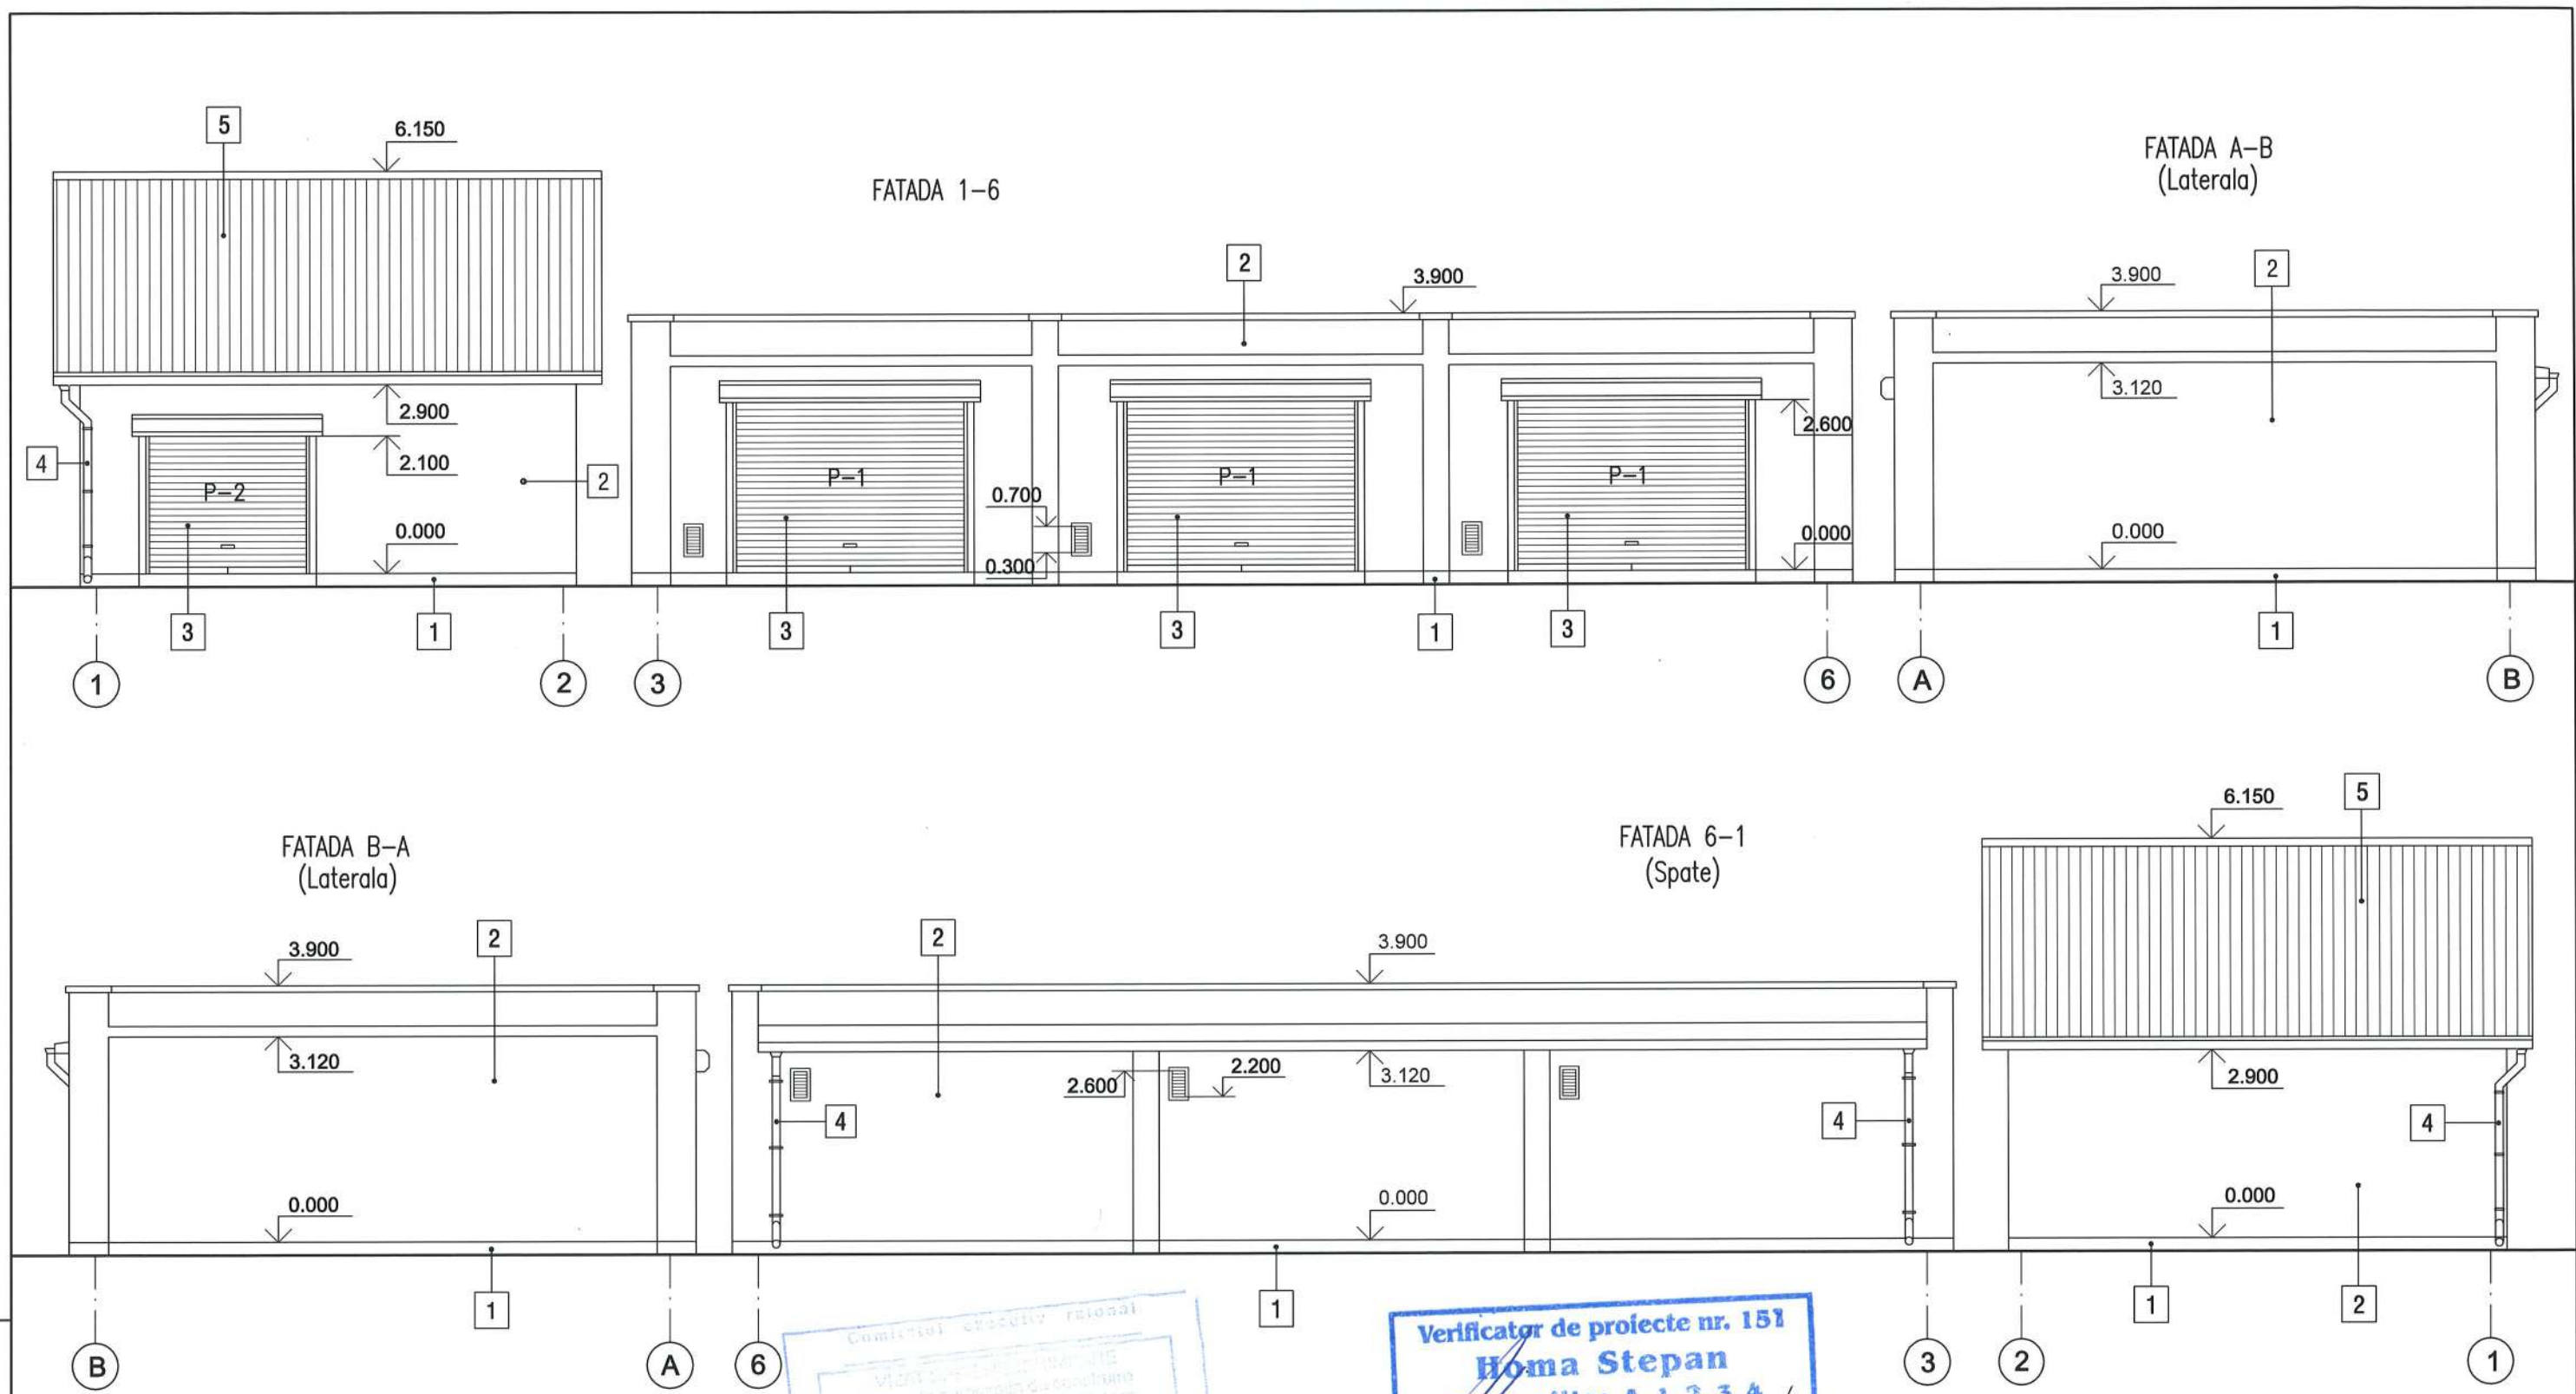 5
6.150
FATADA 1-6
FATADA A-B
(Laterala)
2
3.900
3.900
2
2.900
3.120
2.600
4
2.100
2
P-2
P-1
P-1
P-1
0.700
0.000
0.300
0.000
0.000
3
1
3
3
1
3
1
1
2
3
6
A
B
FATADA B-A
(Laterala)
FATADA 6-1
(Spate)
6.150
5
3.900
2
2
3.900
3.120
2.600
2.200
3.120
2.900
4
4
4
0.000
0.000
0.000
1
1
1
2
B
A
6
3
2
1
Comitetul executiv raional
Verificator de proiecte nr.
Homa Stepan